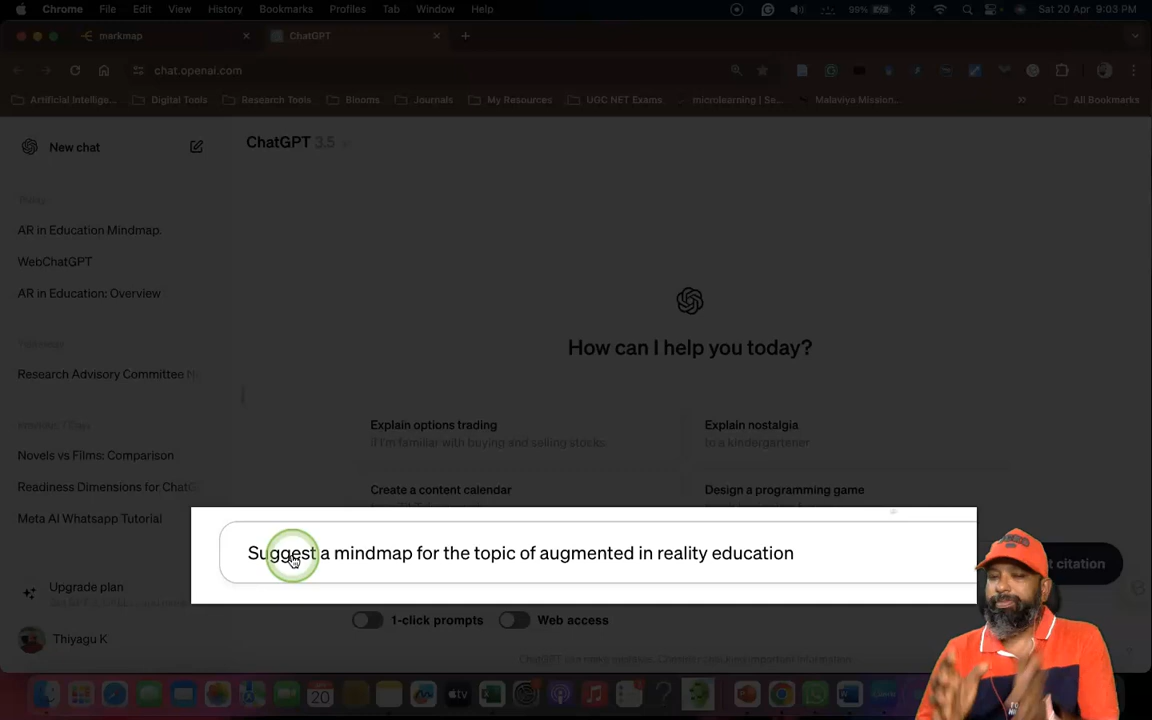 Chrome File Edit View History Bookmarks Profiles Tab Window Help 99% Sat 20 Apr 9:03 PM
markmap ChatGPT
chat.openai.com
Artificial Intellige... Digital Tools Research Tools Binoms Journals My Resources UGC NET Exams microlearning | Se... Malaviya Mission... All Bookmarks
New chat
ChatGPT 3.5
AR in Education Mindmap.
WebChatGPT
AR in Education: Overview
Research Advisory Committee
How can I help you today?
Explain options trading
if I'm familiar with buying and selling stocks
Explain nostalgia
to a kindergartener
Novels vs Films: Comparison
Readiness Dimensions for ChatG
Create a content calendar
Design a programming game
Meta AI Whatsapp Tutorial
Suggest a mindmap for the topic of augmented in reality education
citation
Upgrade plan
1-click prompts Web access
Thiyagu K
20
tv